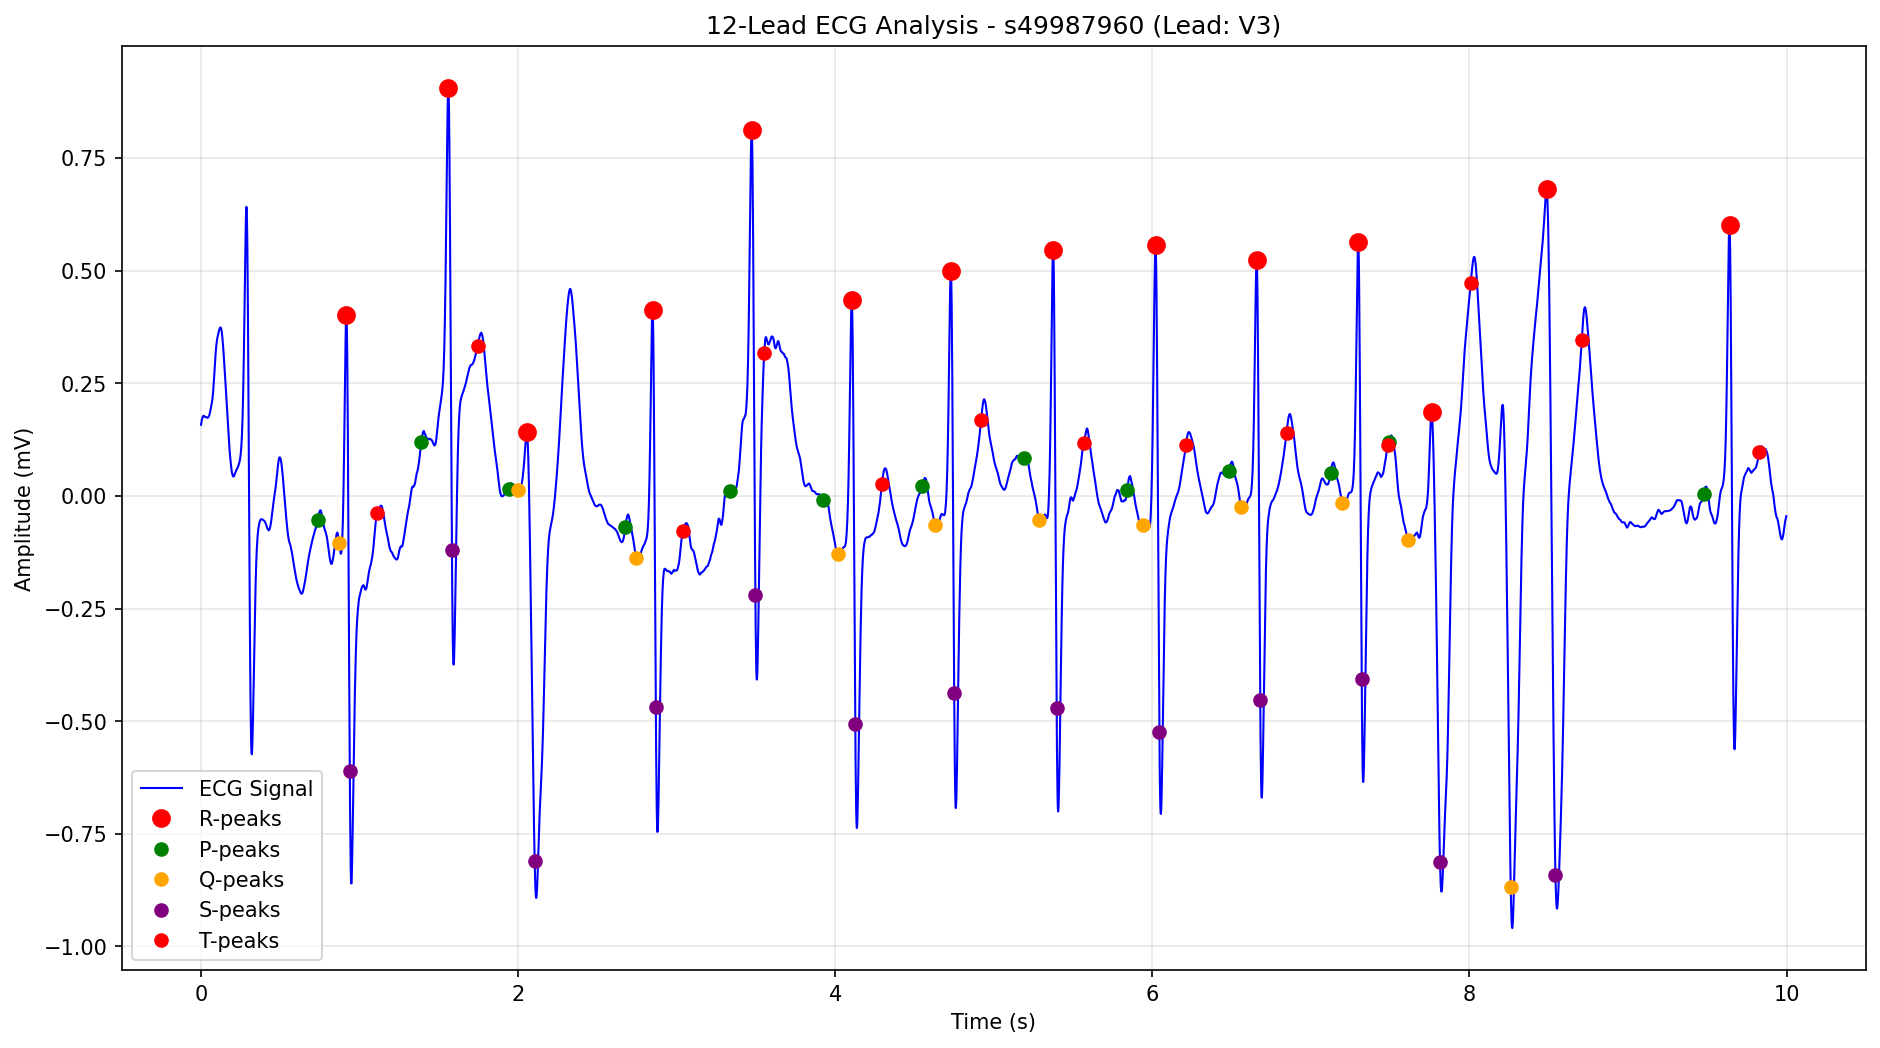 12-Lead ECG Analysis - s49987960 (Lead: V3)
Amplitude (mV)
0.75
0.50
0.25
0.00
−0.25
−0.50
−0.75
−1.00
ECG Signal
R-peaks
P-peaks
Q-peaks
S-peaks
T-peaks
0 2 4 6 8 10
Time (s)